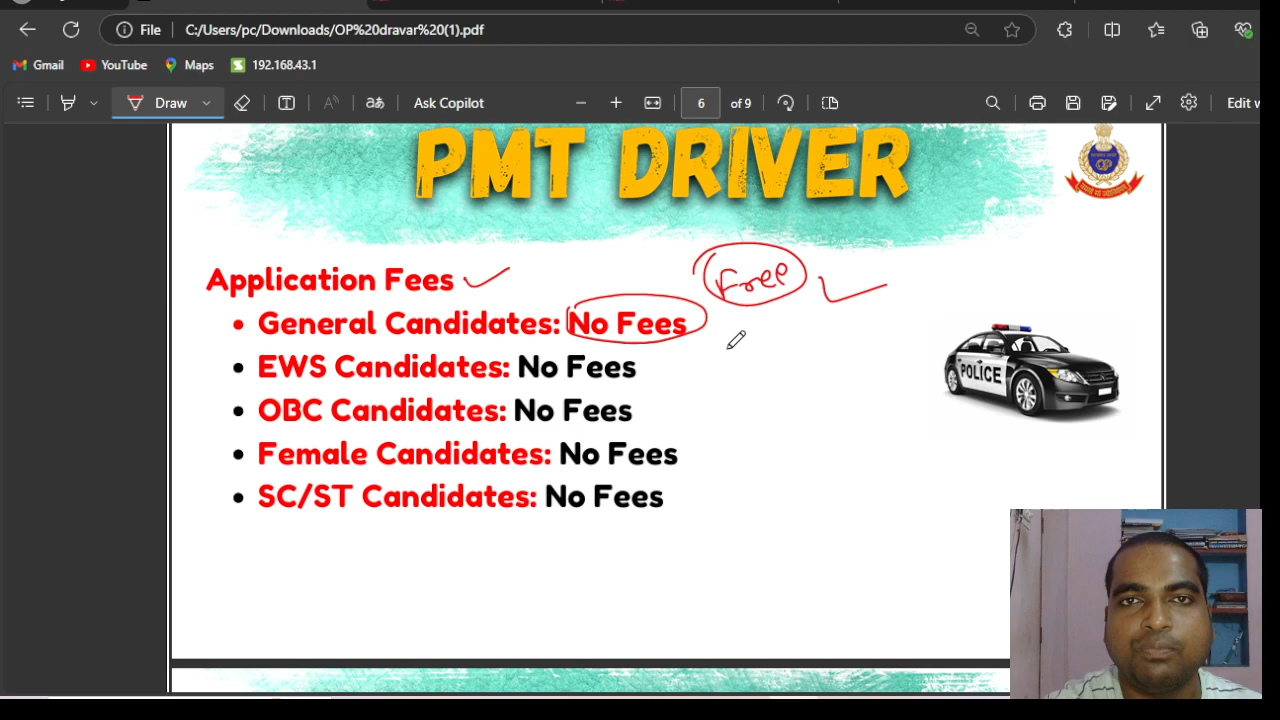 File C:/Users/pc/Downloads/OP%20dravar%20(1).pdf
Gmail YouTube Maps 192.168.43.1
Draw Ask Copilot 6 of 9 Edit w
PMT DRIVER
Application Fees Free
General Candidates: No Fees
EWS Candidates: No Fees
OBC Candidates: No Fees
Female Candidates: No Fees
SC/ST Candidates: No Fees
POLICE